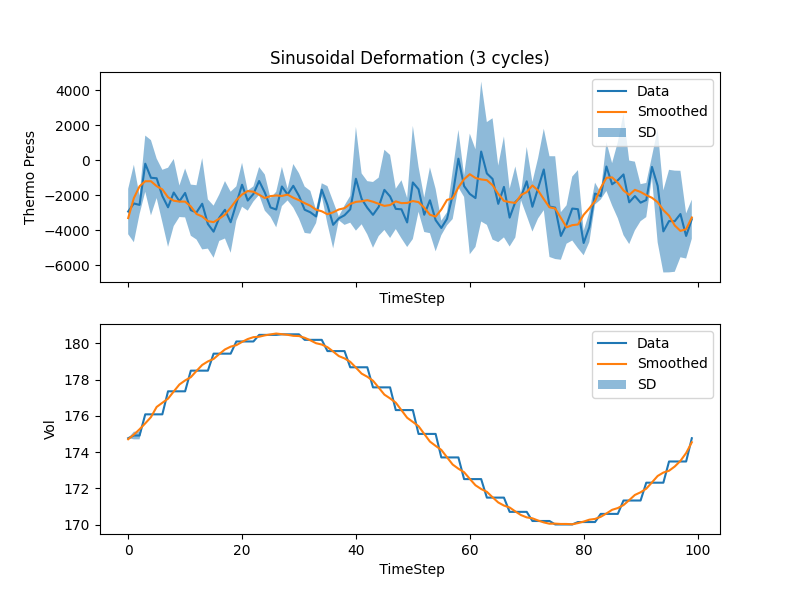 Sinusoidal Deformation (3 cycles)
Thermo Press
4000
2000
0
−2000
−4000
−6000
Data
Smoothed
SD
TimeStep
Vol
180
178
176
174
172
170
Data
Smoothed
SD
0 20 40 60 80 100
TimeStep